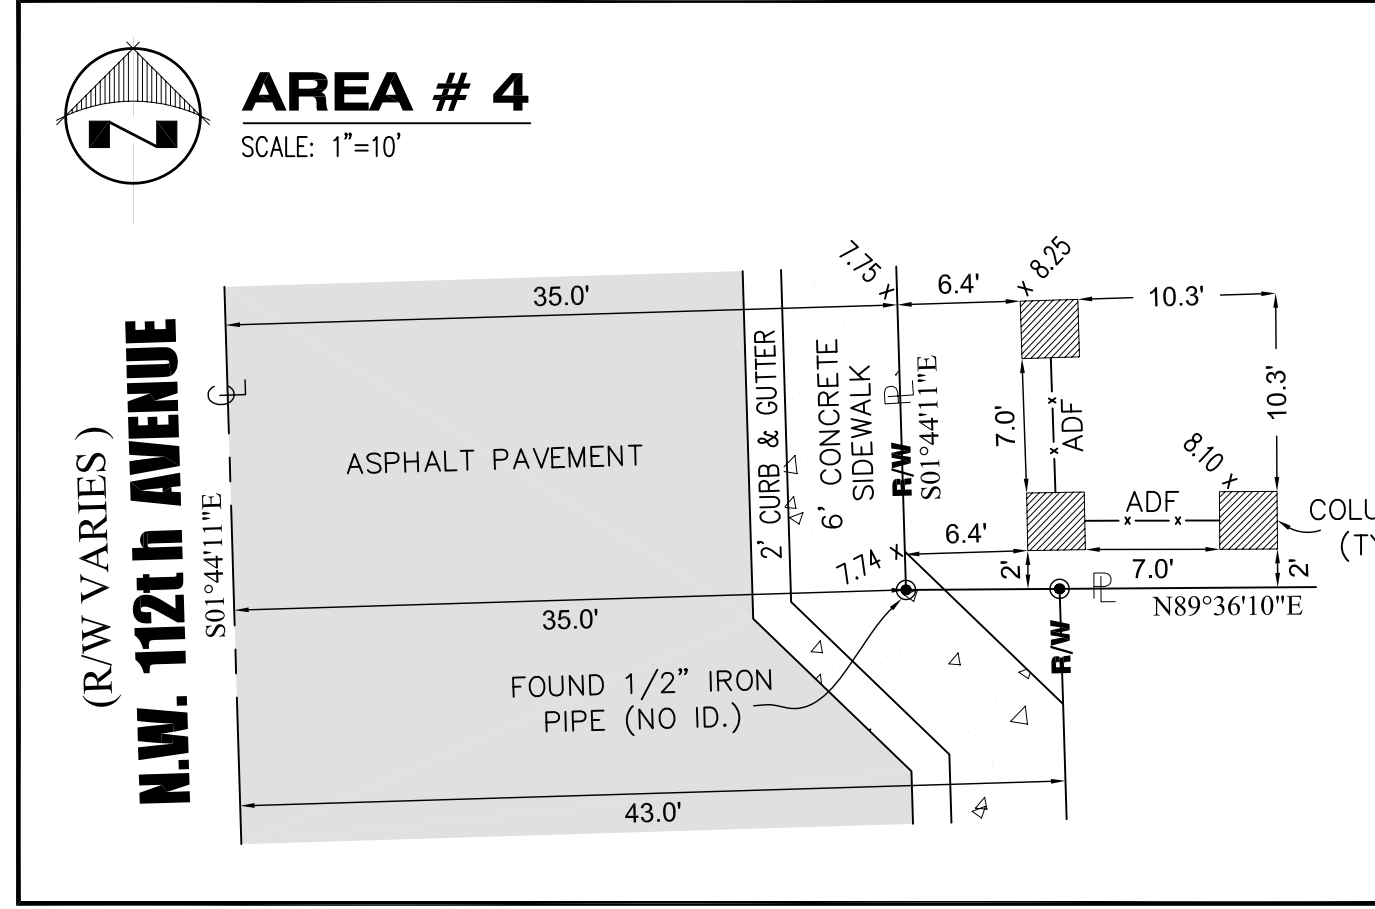 AREA # 4
SCALE: 1"=10'
N
7.75 x
6.4'
x 8.25
10.3'
35.0'
(R/W VARIES )
N.W. 112th AVENUE
S01°44'11"E
CL
ASPHALT PAVEMENT
2' CURB & GUTTER
6' CONCRETE
SIDEWALK
PL
R/W
S01°44'11"E
7.0'
x
x
ADF
10.3'
8.10 x
ADF
x x
COLU
(TY
6.4'
7.74 x
2'
7.0'
2'
35.0'
PL
N89°36'10"E
R/W
FOUND 1/2" IRON
PIPE (NO ID.)
43.0'